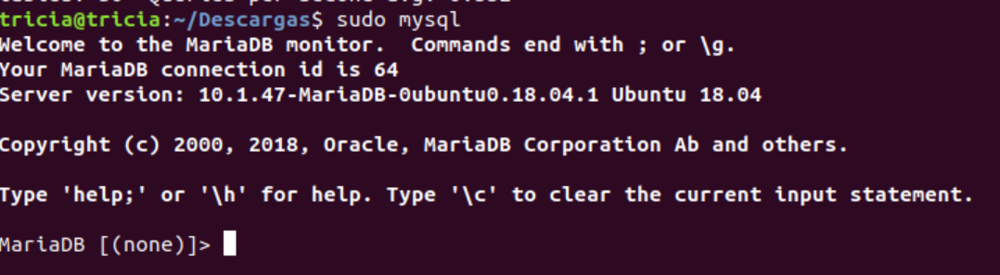 tricia@tricia:~/Descargas$ sudo mysql
Welcome to the MariaDB monitor.  Commands end with ; or \g.
Your MariaDB connection id is 64
Server version: 10.1.47-MariaDB-0ubuntu0.18.04.1 Ubuntu 18.04
Copyright (c) 2000, 2018, Oracle, MariaDB Corporation Ab and others.
Type 'help;' or '\h' for help. Type '\c' to clear the current input statement.
MariaDB [(none)]>